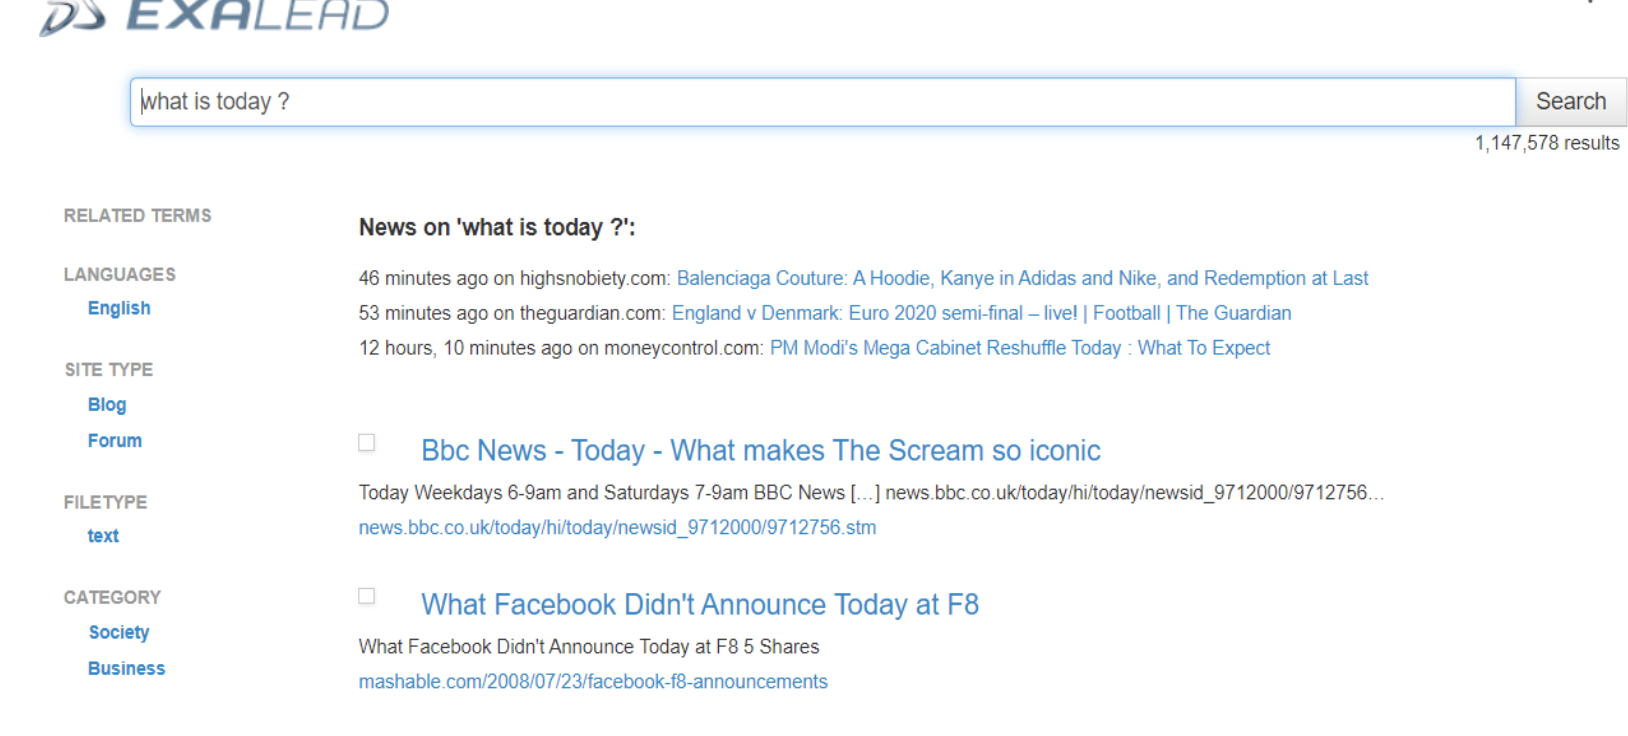 EXALEAD
what is today ?
Search
1,147,578 results
RELATED TERMS
LANGUAGES
English
SITE TYPE
Blog
Forum
FILETYPE
text
CATEGORY
Society
Business
News on 'what is today ?':
46 minutes ago on highsnobiety.com: Balenciaga Couture: A Hoodie, Kanye in Adidas and Nike, and Redemption at Last
53 minutes ago on theguardian.com: England v Denmark: Euro 2020 semi-final – live! | Football | The Guardian
12 hours, 10 minutes ago on moneycontrol.com: PM Modi's Mega Cabinet Reshuffle Today : What To Expect
Bbc News - Today - What makes The Scream so iconic
Today Weekdays 6-9am and Saturdays 7-9am BBC News […] news.bbc.co.uk/today/hi/today/newsid_9712000/9712756…
news.bbc.co.uk/today/hi/today/newsid_9712000/9712756.stm
What Facebook Didn't Announce Today at F8
What Facebook Didn't Announce Today at F8 5 Shares
mashable.com/2008/07/23/facebook-f8-announcements